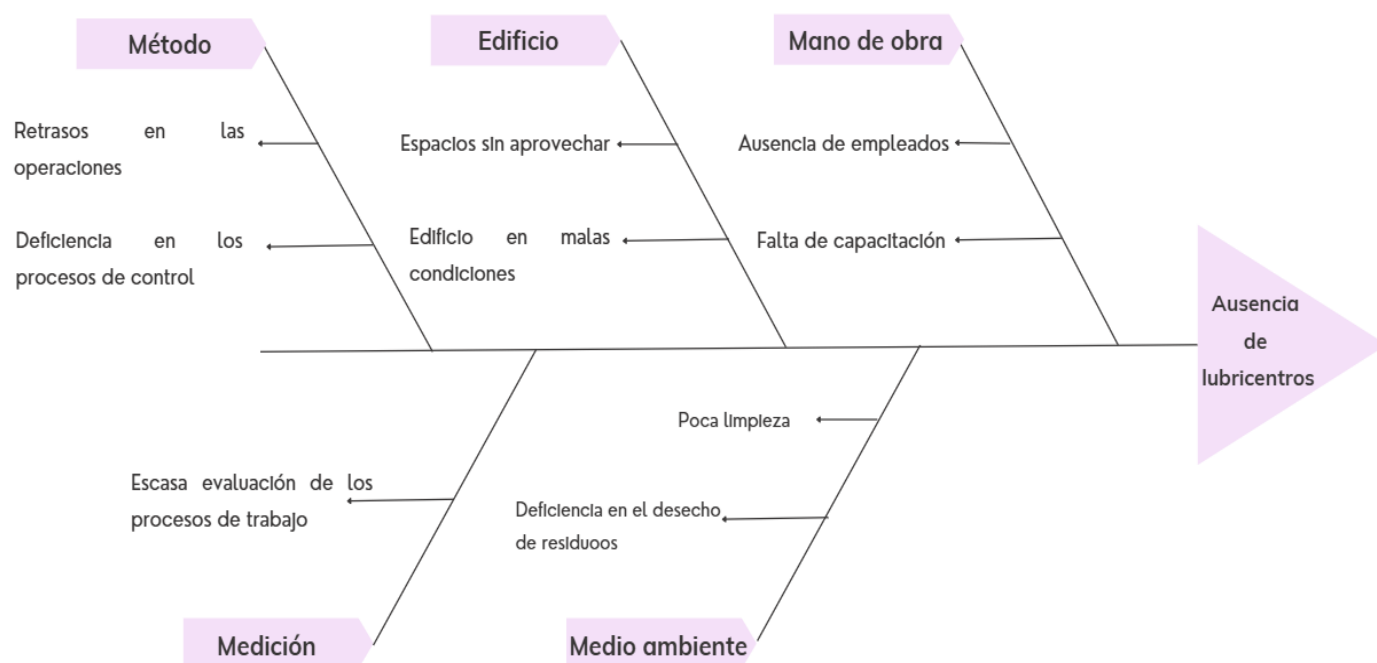 Método
Edificio
Mano de obra
Retrasos en las
operaciones
Espacios sin aprovechar
Ausencia de empleados
Deficiencia en los
procesos de control
Edificio en malas
condiciones
Falta de capacitación
Ausencia
de
lubricentros
Poca limpieza
Escasa evaluación de los
procesos de trabajo
Deficiencia en el desecho
de residuoos
Medición
Medio ambiente